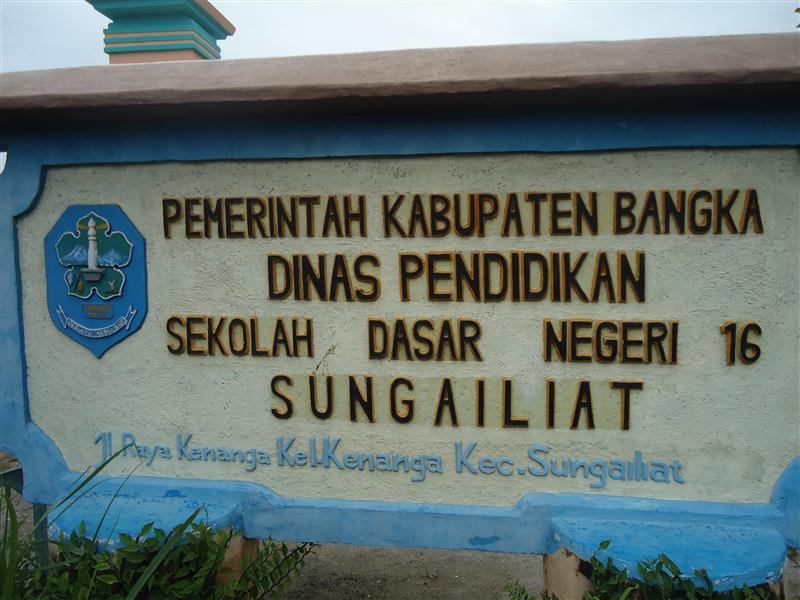 PEMERINTAH KABUPATEN BANGKA
DINAS PENDIDIKAN
SEKOLAH DASAR NEGERI 16
SUNGAILIAT
Jl. Raya Kenanga Kel.Kenanga Kec.Sungailiat